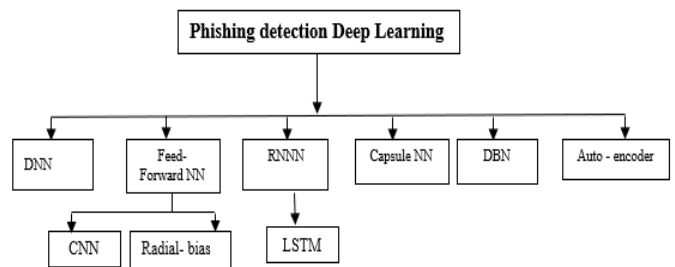 Phishing detection Deep Learning
DNN
Feed-
Forward NN
RNNN
Capsule NN
DBN
Auto - encoder
CNN
Radial- bias
LSTM